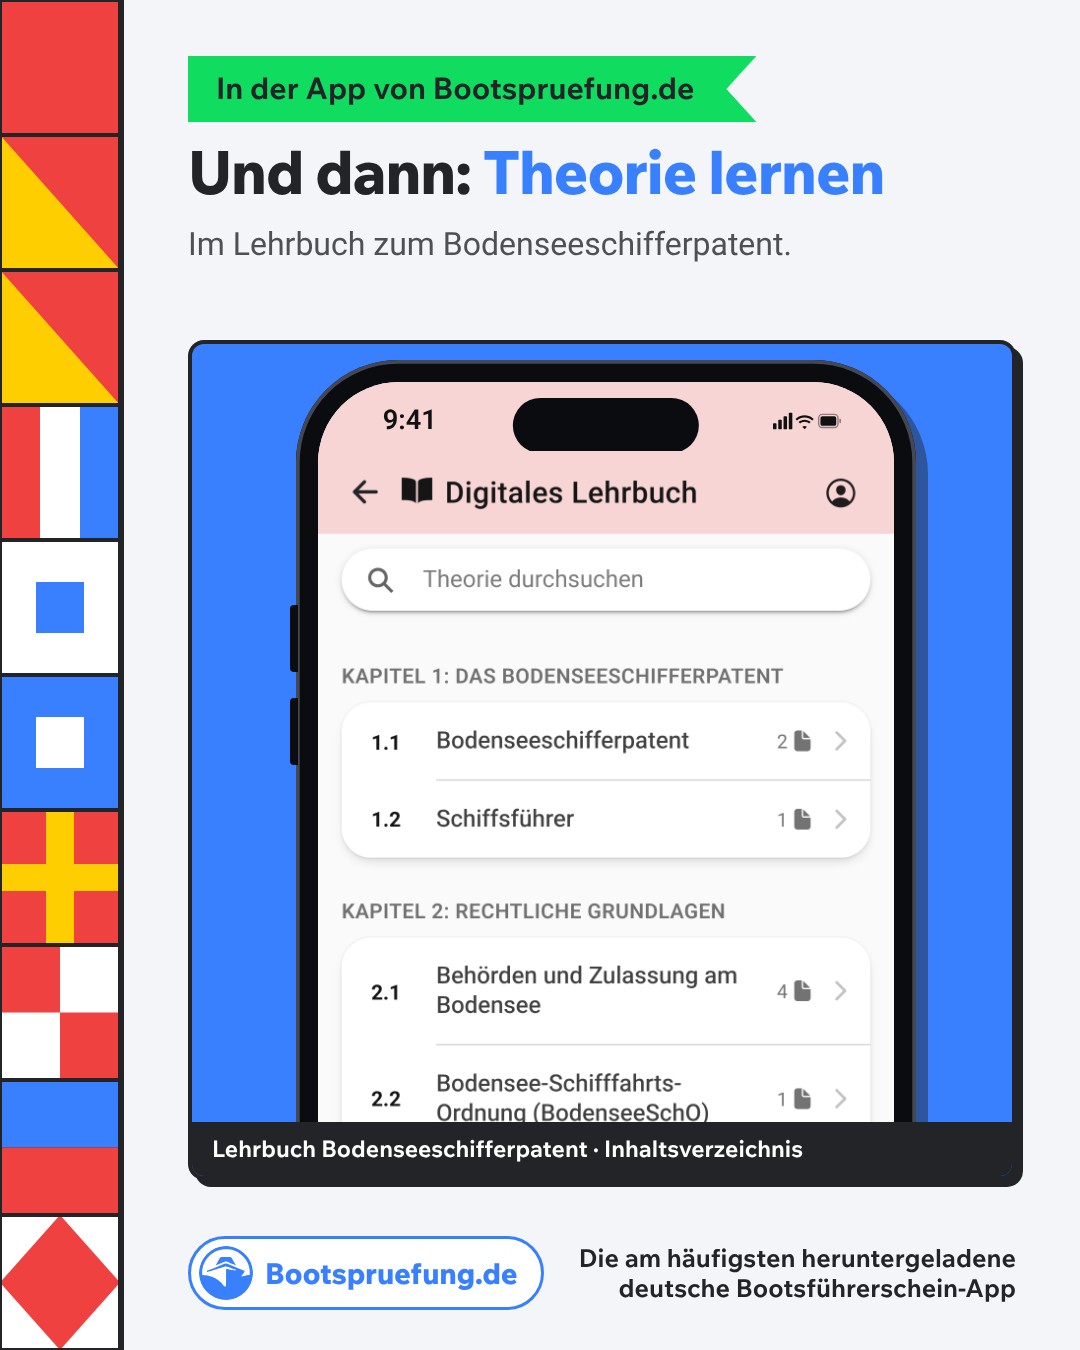 In der App von Bootspruefung.de
Und dann: Theorie lernen
Im Lehrbuch zum Bodenseeschifferpatent.
9:41
Digitales Lehrbuch
Theorie durchsuchen
KAPITEL 1: DAS BODENSEESCHIFFERPATENT
1.1 Bodenseeschifferpatent 2
1.2 Schiffsführer 1
KAPITEL 2: RECHTLICHE GRUNDLAGEN
2.1 Behörden und Zulassung am
Bodensee 4
2.2 Bodensee-Schifffahrts-
Ordnung (BodenseeSchO) 1
Lehrbuch Bodenseeschifferpatent · Inhaltsverzeichnis
Bootspruefung.de
Die am häufigsten heruntergeladene
deutsche Bootsführerschein-App